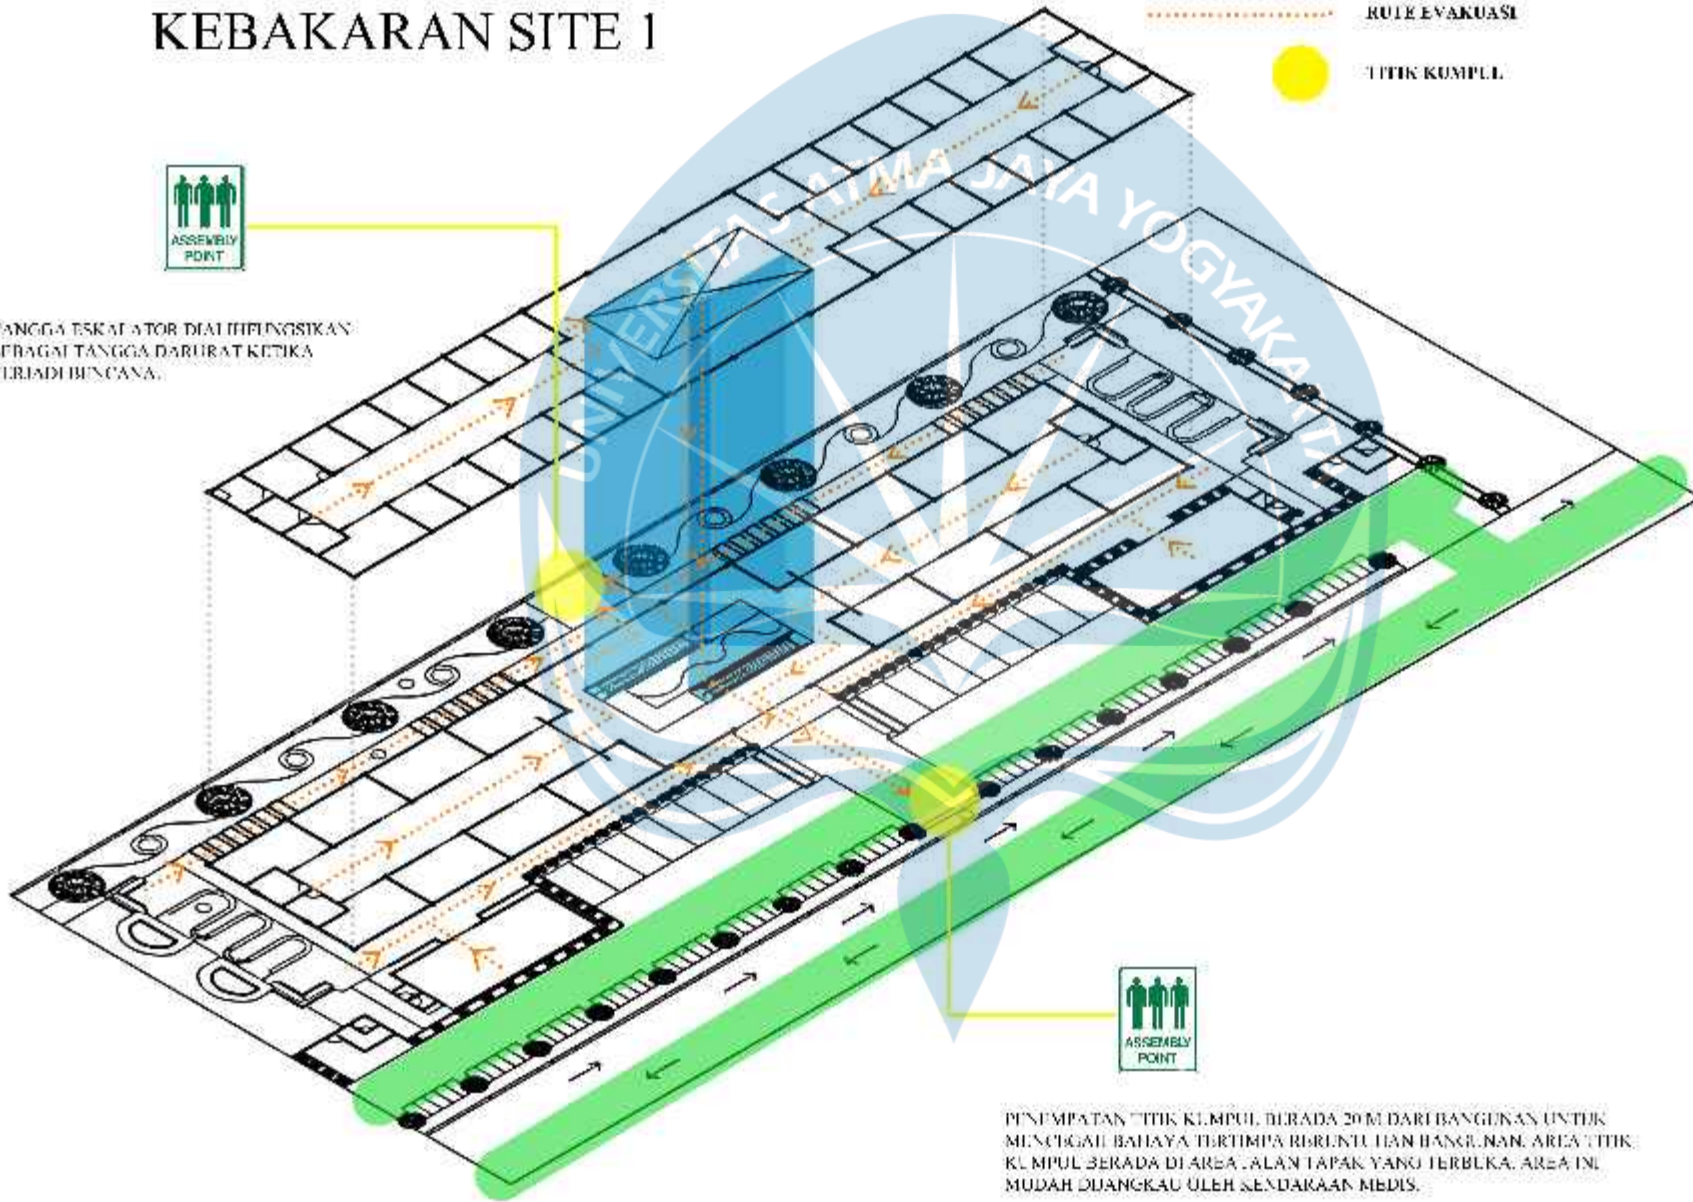 KEBAKARAN SITE 1
RUTE EVAKUASI
TITIK KUMPUL
ASSEMBLY
POINT
ANGGA ESKALATOR DIALIHFUNGSIKAN
EBAGAI TANGGA DARURAT KETIKA
ERJADI BENCANA.
UNIVERSITAS ATMA JAYA YOGYAKARTA
ASSEMBLY
POINT
PENEMPATAN TITIK KUMPUL BERADA 20 M DARI BANGUNAN UNTUK
MENCEGAH BAHAYA TERTIMPA RERUNTUHAN BANGUNAN. AREA TITIK
KUMPUL BERADA DI AREA JALAN TAPAK YANG TERBUKA. AREA INI
MUDAH DIJANGKAU OLEH KENDARAAN MEDIS.